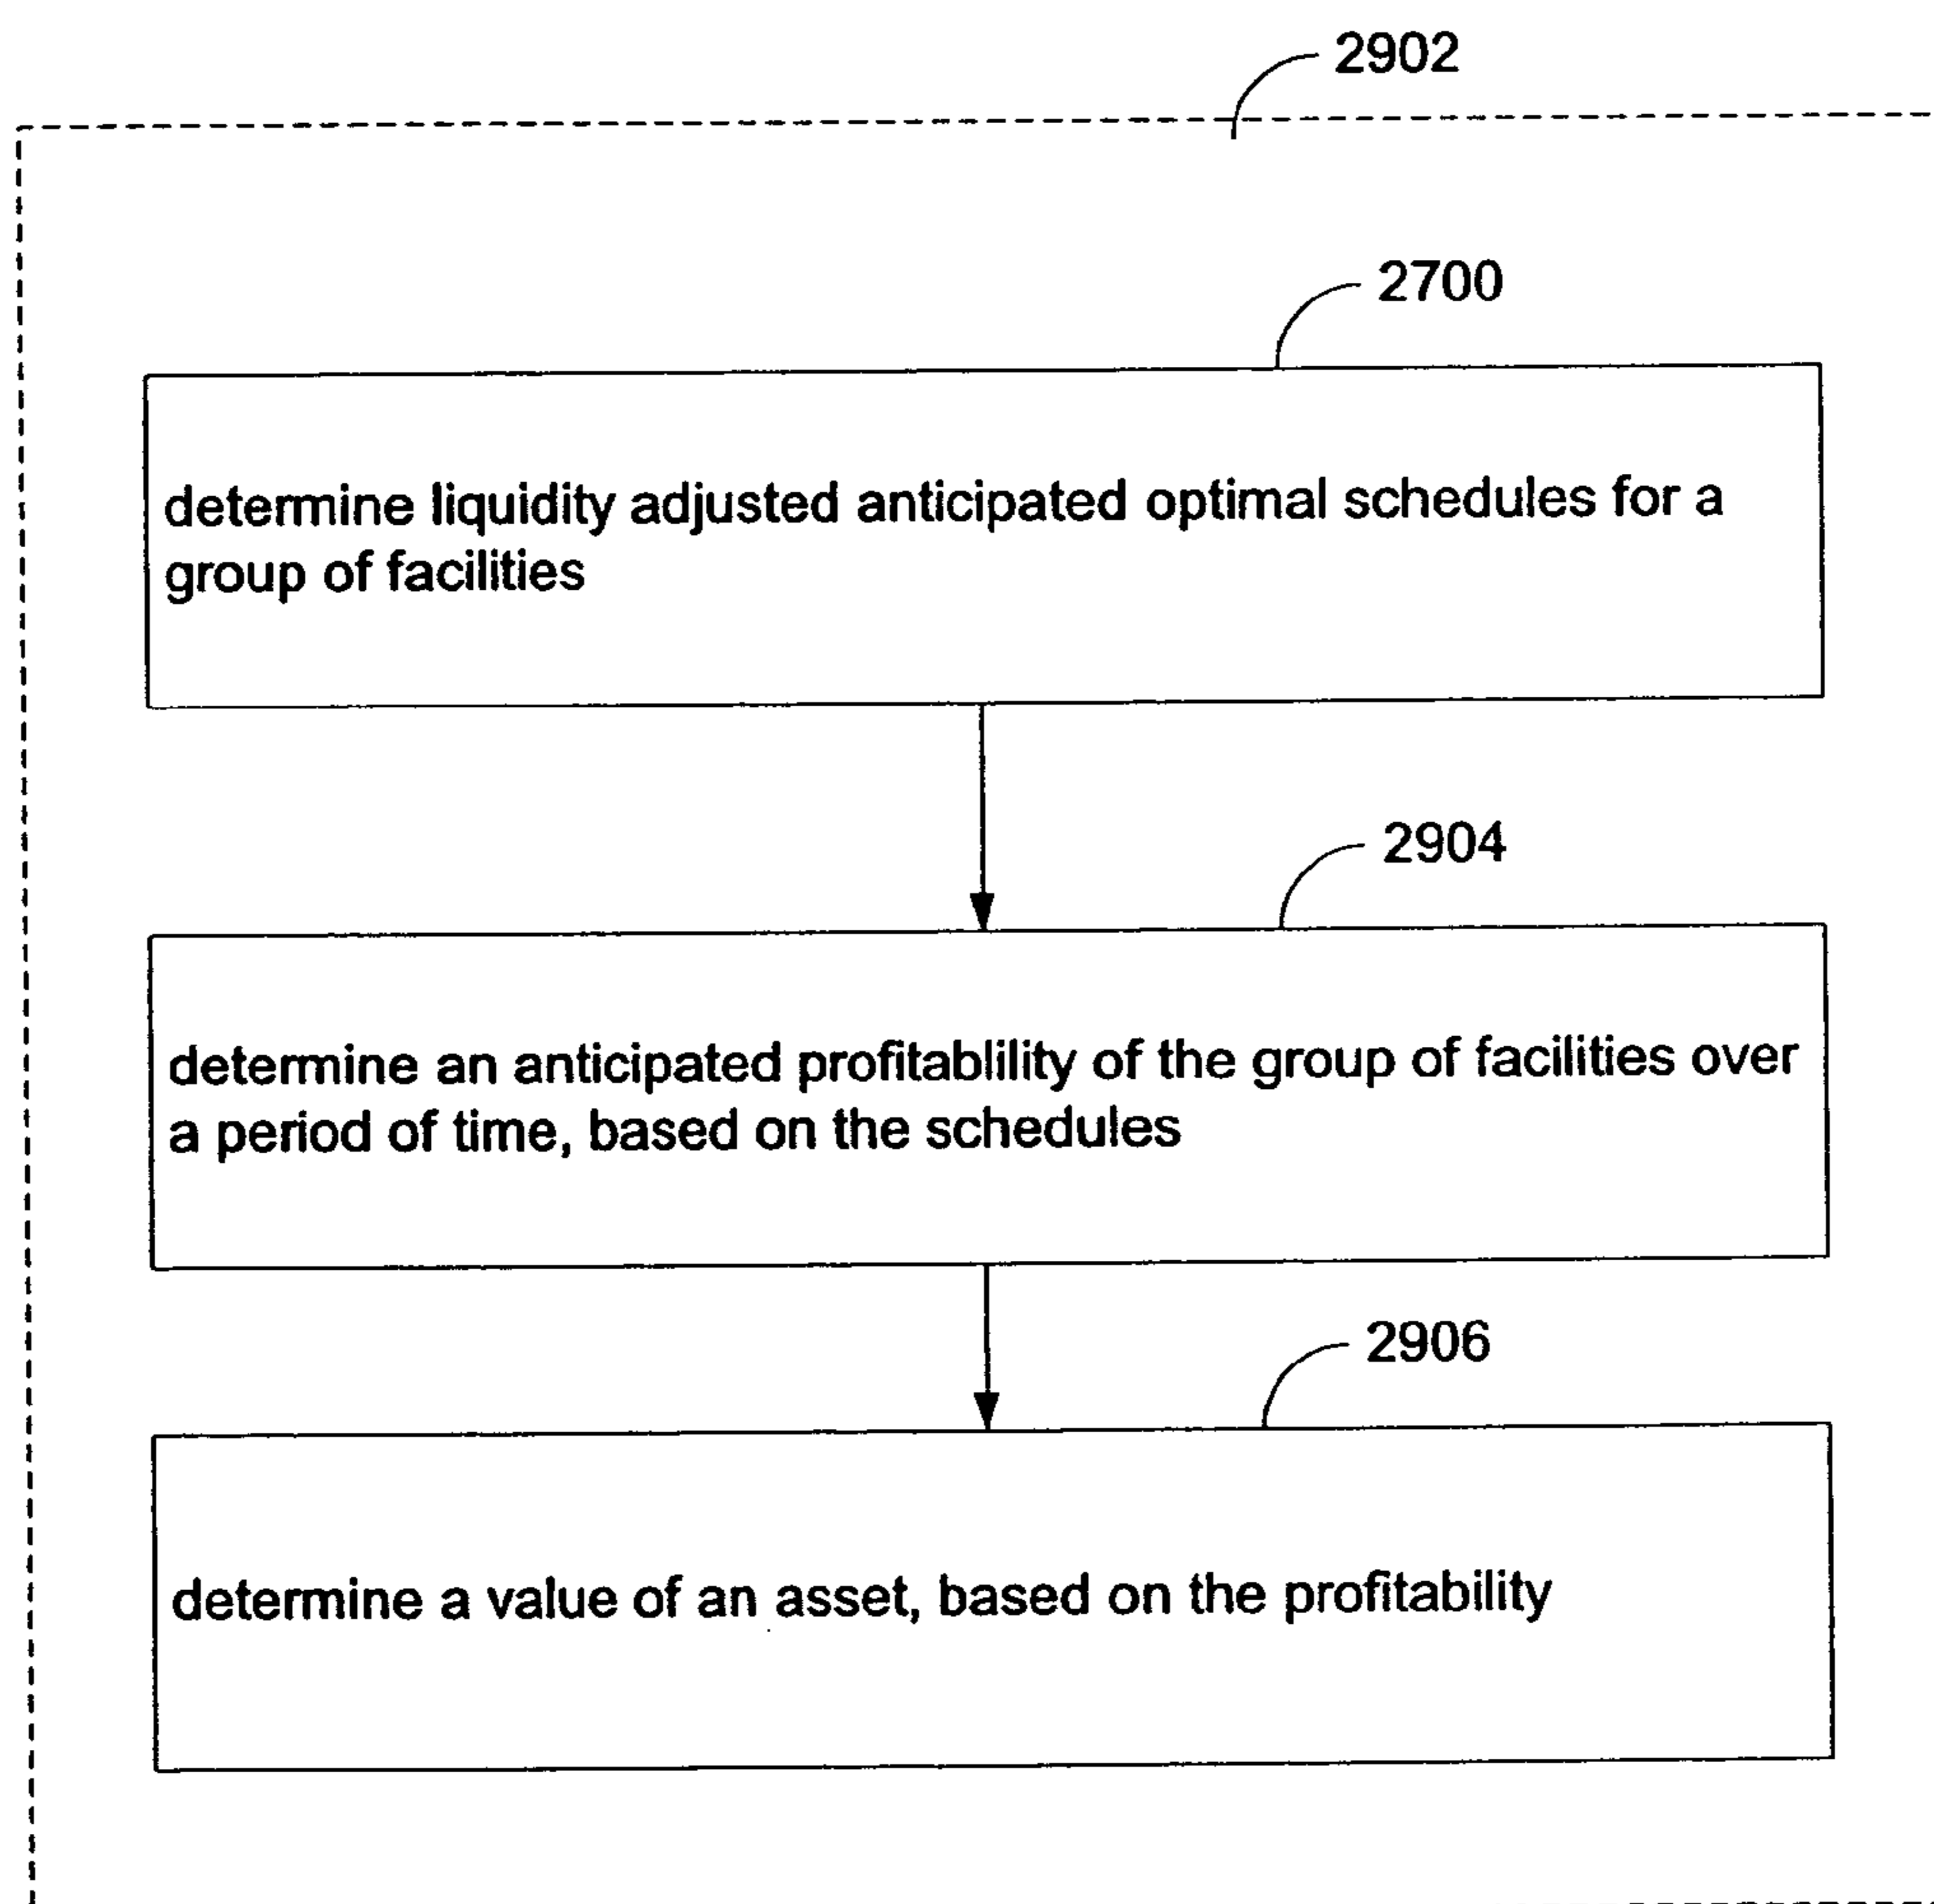 2902
2700
determine liquidity adjusted anticipated optimal schedules for a
group of facilities
2904
determine an anticipated profitablility of the group of facilities over
a period of time, based on the schedules
2906
determine a value of an asset, based on the profitability